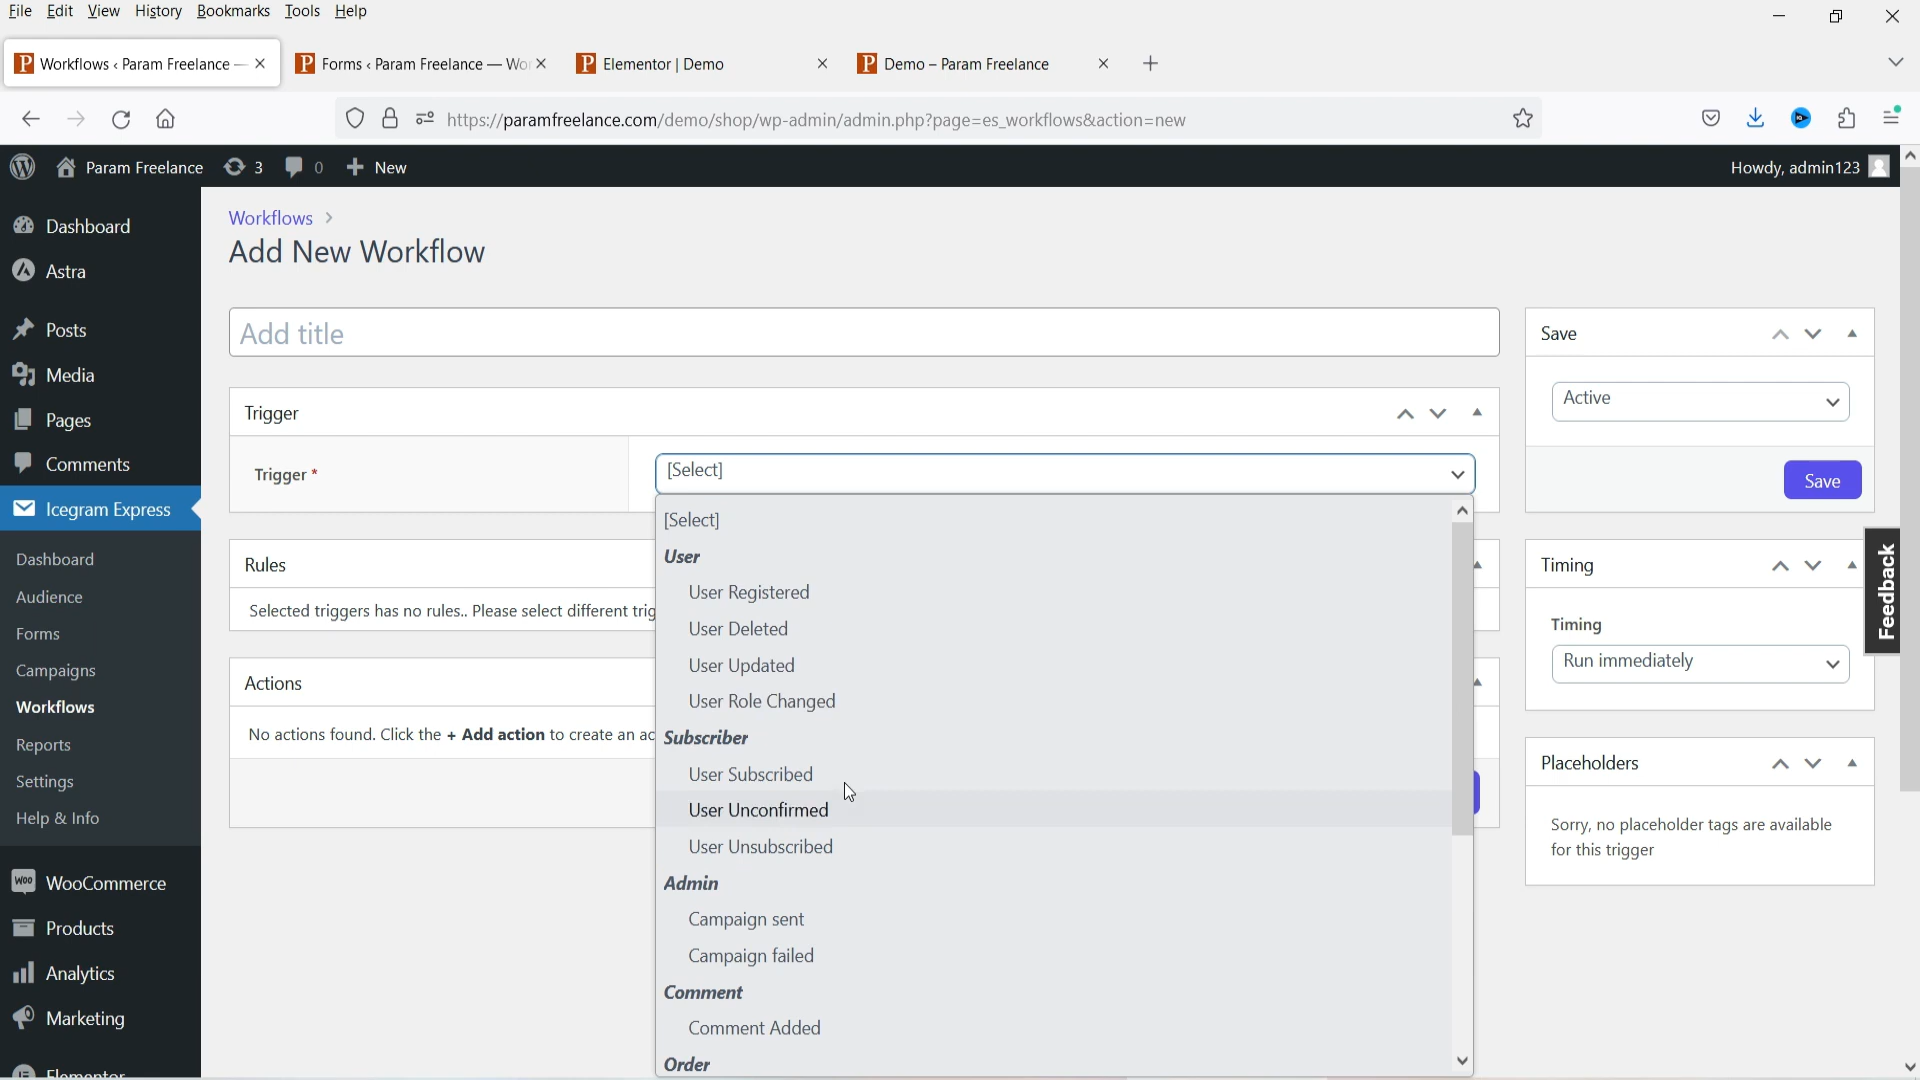 File Edit View History Bookmarks Tools Help
Workflows ‹ Param Freelance —
Forms ‹ Param Freelance — Wo
Elementor | Demo
Demo – Param Freelance
https://paramfreelance.com/demo/shop/wp-admin/admin.php?page=es_workflows&action=new
Param Freelance 3 0 + New
Howdy, admin123
Dashboard
Astra
Posts
Media
Pages
Comments
Icegram Express
Dashboard
Audience
Forms
Campaigns
Workflows
Reports
Settings
Help & Info
WooCommerce
Products
Analytics
Marketing
Elementor
Workflows ›
Add New Workflow
Add title
Trigger
Trigger *
[Select]
[Select]
User
User Registered
User Deleted
User Updated
User Role Changed
Subscriber
User Subscribed
User Unconfirmed
User Unsubscribed
Admin
Campaign sent
Campaign failed
Comment
Comment Added
Order
Rules
Selected triggers has no rules.. Please select different trig
Actions
No actions found. Click the + Add action to create an ac
Save
Active
Save
Timing
Timing
Run immediately
Placeholders
Sorry, no placeholder tags are available
for this trigger
Feedback